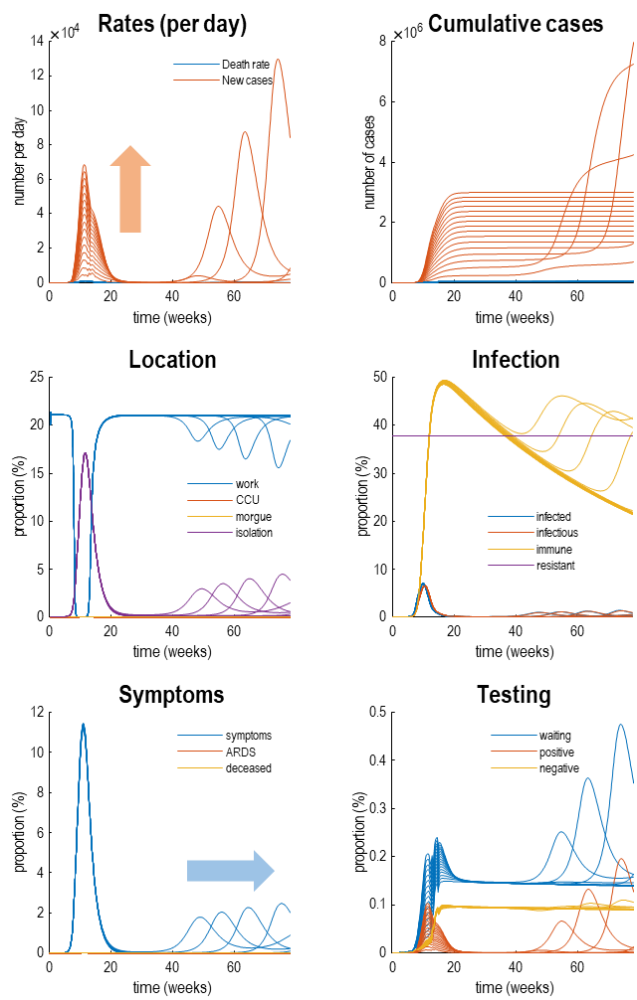 Rates (per day)
×10⁴
14
12
10
8
6
4
2
0
number per day
Death rate
New cases
0 20 40 60
time (weeks)
Cumulative cases
×10⁶
8
6
4
2
0
number of cases
0 20 40 60
time (weeks)
Location
25
20
15
10
5
0
proportion (%)
work
CCU
morgue
isolation
0 20 40 60
time (weeks)
Infection
50
40
30
20
10
0
proportion (%)
infected
infectious
immune
resistant
0 20 40 60
time (weeks)
Symptoms
12
10
8
6
4
2
0
proportion (%)
symptoms
ARDS
deceased
0 20 40 60
time (weeks)
Testing
0.5
0.4
0.3
0.2
0.1
0
proportion (%)
waiting
positive
negative
0 20 40 60
time (weeks)